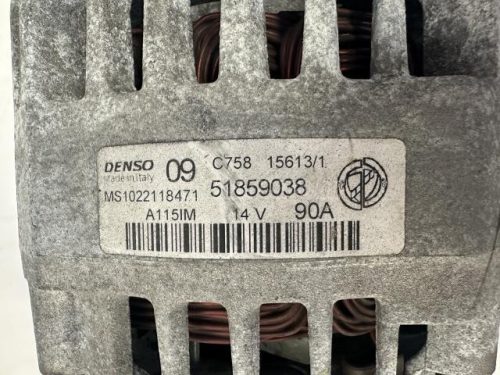 DENSO 09 C758 15613/1
Made in Italy
MS1022118471 51859038
A115IM 14 V 90A